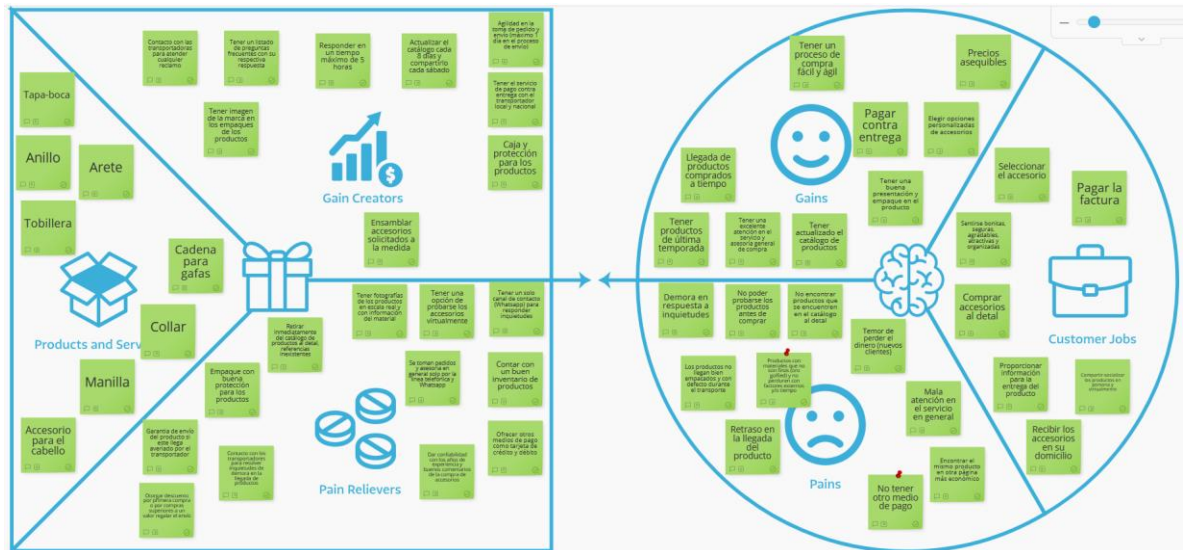 Contacto con las
transportadoras
para atender
cualquier
reclamo
Tener un listado
de preguntas
frecuentes con su
respectiva
respuesta
Responder en
un tiempo
máximo de 5
horas
Actualizar el
catálogo cada
8 días y
compartirlo
cada sábado
Agilidad en la
toma de pedido y
envío (máximo 1
día en el proceso
de envío)
Tener el servicio
de pago contra
entrega con el
transportador
local y nacional
Caja y
protección
para los
productos
Tener imagen
de la marca en
los empaques
de los
productos
Gain Creators
Ensamblar
accesorios
solicitados a
la medida
Tapa-boca
Anillo
Arete
Tobillera
Cadena
para
gafas
Products and Serv
Collar
Manilla
Accesorio
para el
cabello
Retirar
inmediatamente
del catálogo de
productos al detal
referencias
inexistentes
Tener fotografías
de los productos
en escala real y
con información
del material
Tener una
opción de
probarse los
accesorios
virtualmente
Tener un solo
canal de contacto
(Whatsapp) para
responder
inquietudes
Empaque con
buena
protección
para los
productos
Se toman pedidos
y asesoría en
general solo por la
línea telefónica y
Whatsapp
Contar con
un buen
inventario de
productos
Garantía de
envío del
producto si
este llega
averiado por el
transportador
Contacto con los
transportadores
para resolver
inquietudes de
demora en la
llegada de
productos
Dar confiabilidad
con los años de
experiencia y
buenos comentarios
de la compra de
accesorios
Ofrecer otros
medios de pago
como tarjeta de
crédito y débito
Otorgar descuentos
por primera compra
o por compras
superiores a un
valor regalar el envío
Pain Relievers
Tener un
proceso de
compra
fácil y ágil
Precios
asequibles
Pagar
contra
entrega
Elegir opciones
personalizadas
de accesorios
Llegada de
productos
comprados a
tiempo
Gains
Tener una
buena
presentación y
empaque en el
producto
Tener
productos
de última
temporada
Tener una
excelente
atención en el
servicio y
asesoría general
de compra
Tener
actualizado el
catálogo de
productos
Seleccionar
el accesorio
Pagar la
factura
Sentirse bonitas,
seguras,
agradables,
atractivas y
organizadas
Comprar
accesorios
al detal
Customer Jobs
Proporcionar
información
para la
entrega del
producto
Recibir los
accesorios
en su
domicilio
Demora en
respuesta a
inquietudes
No poder
probarse los
productos
antes de
comprar
No encontrar
productos que
se encuentren
en el catálogo
al detal
Temor de
perder el
dinero (nuevos
clientes)
Los productos no
llegan bien
empacados y con
defecto durante el
transporte
Productos con
materiales que no
factores externos
y/o tiempo
Mala
atención en
el servicio
en general
Retraso en
la llegada
del
producto
Pains
No tener
otro medio
de pago
Encontrar el
mismo producto
en otra página
más económico